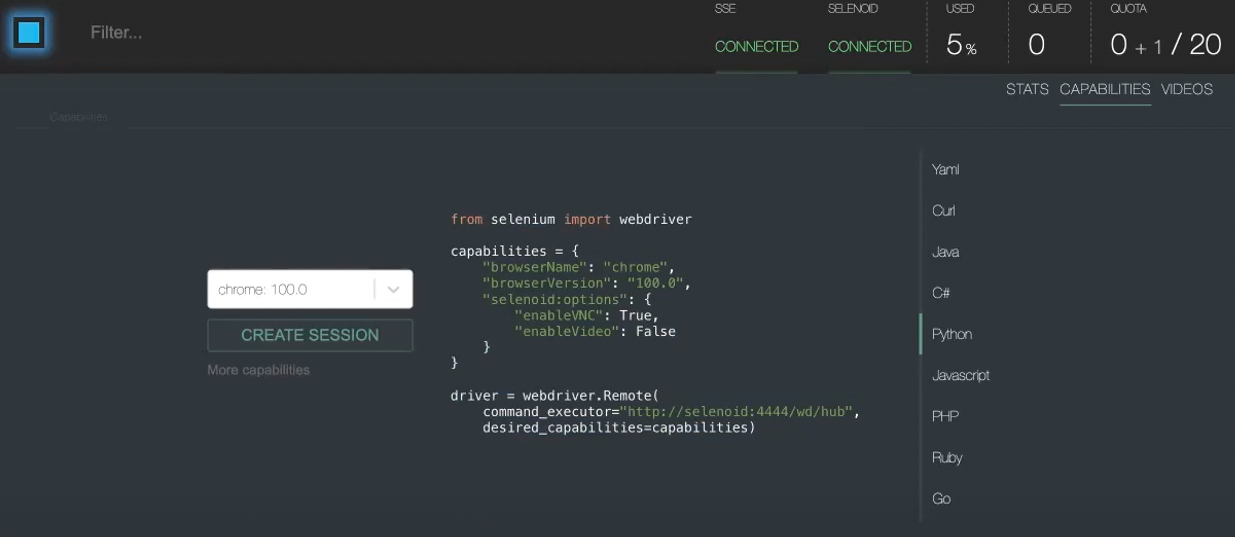 Filter...
SSE
CONNECTED
SELENOID
CONNECTED
USED
5%
QUEUED
0
QUOTA
0 + 1 / 20
STATS CAPABILITIES VIDEOS
Capabilities
chrome: 100.0
CREATE SESSION
More capabilities
from selenium import webdriver
capabilities = {
"browserName": "chrome",
"browserVersion": "100.0",
"selenoid:options": {
"enableVNC": True,
"enableVideo": False
}
}
driver = webdriver.Remote(
command_executor="http://selenoid:4444/wd/hub",
desired_capabilities=capabilities)
Yaml
Curl
Java
C#
Python
Javascript
PHP
Ruby
Go